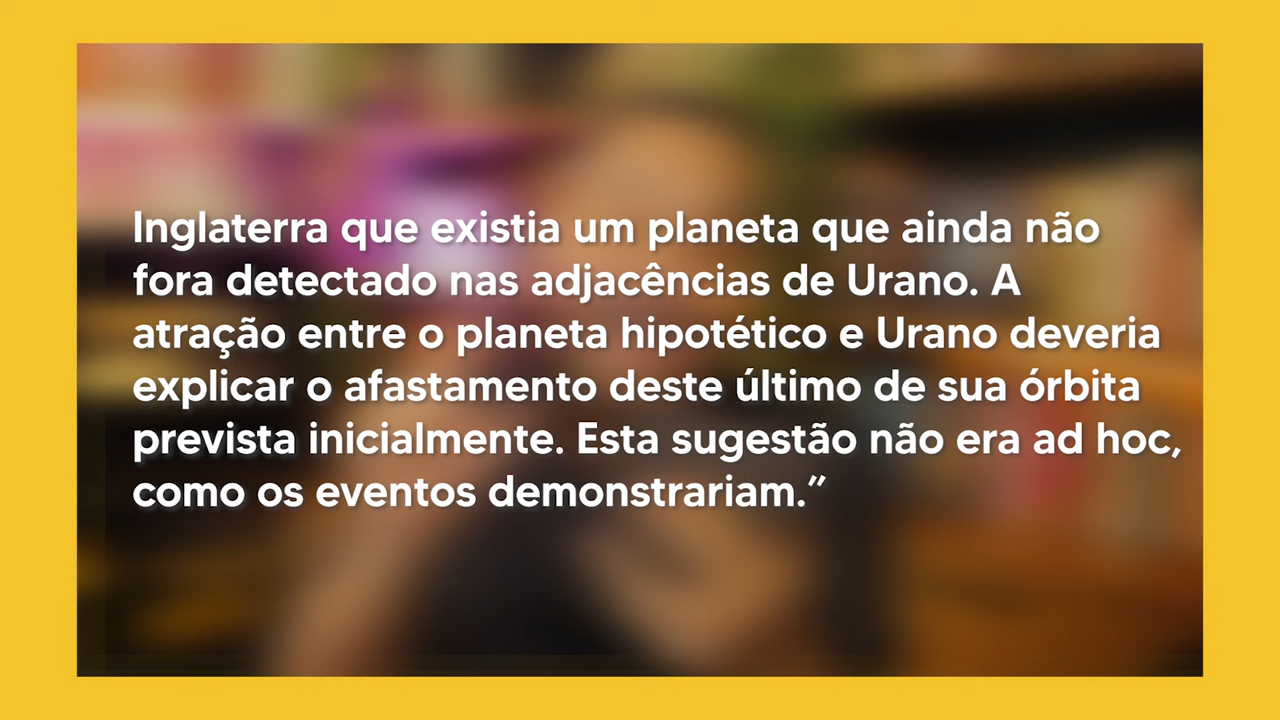 Inglaterra que existia um planeta que ainda não
fora detectado nas adjacências de Urano. A
atração entre o planeta hipotético e Urano deveria
explicar o afastamento deste último de sua órbita
prevista inicialmente. Esta sugestão não era ad hoc,
como os eventos demonstrariam.”